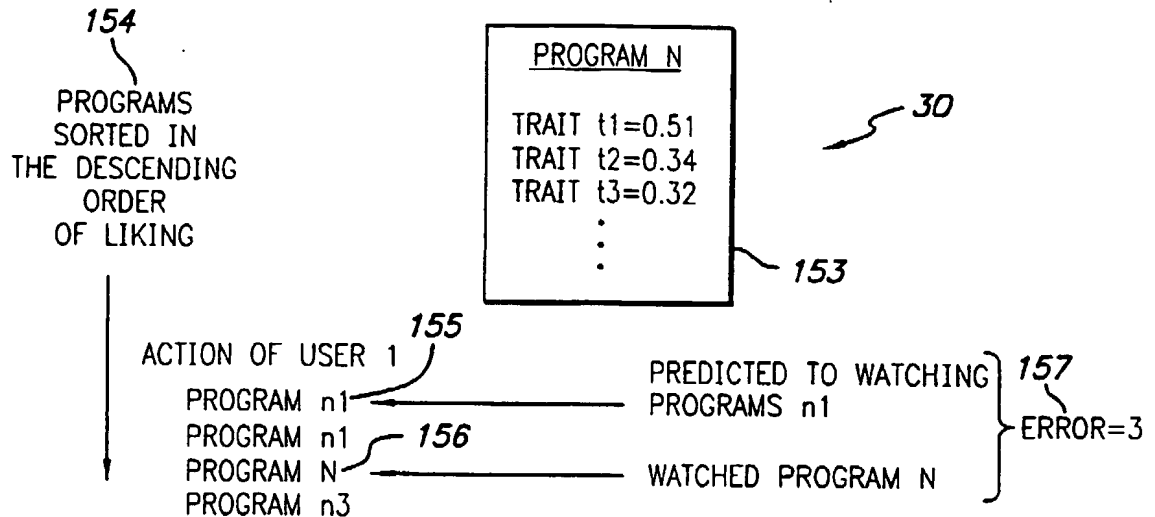 154
PROGRAMS
SORTED IN
THE DESCENDING
ORDER
OF LIKING
PROGRAM N
TRAIT t1=0.51
TRAIT t2=0.34
TRAIT t3=0.32
30
153
ACTION OF USER 1
155
PROGRAM n1
PROGRAM n1
156
PROGRAM N
PROGRAM n3
PREDICTED TO WATCHING
PROGRAMS n1
WATCHED PROGRAM N
157
ERROR=3